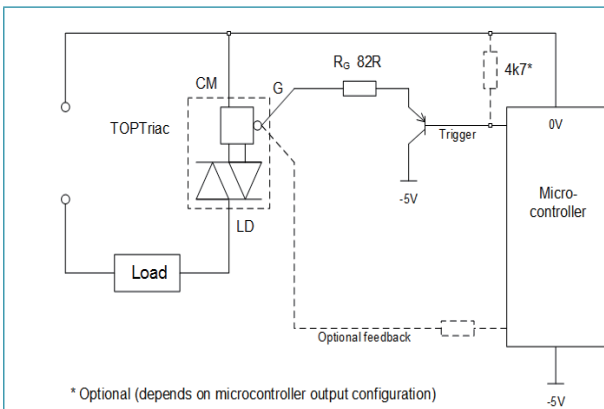 R_G 82R
4k7*
CM
G
TOPTriac
Trigger
0V
-5V
Micro-
controller
LD
Load
Optional feedback
* Optional (depends on microcontroller output configuration)
-5V